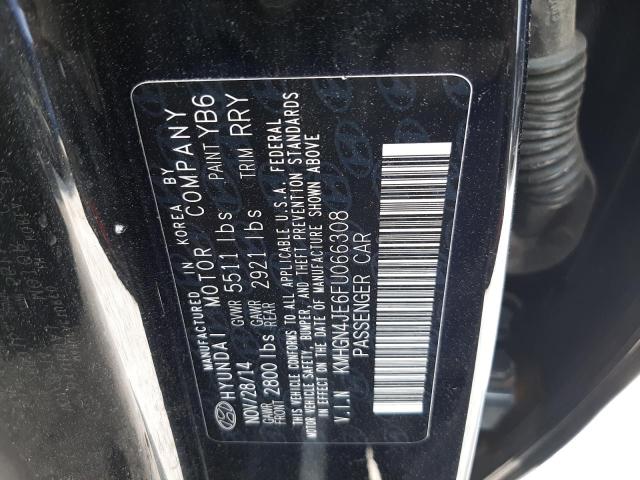 MANUFACTURED IN KOREA BY
HYUNDAI MOTOR COMPANY
NOV/28/14 GVWR 5511 lbs PAINT YB6
GAWR FRONT 2800 lbs GAWR REAR 2921 lbs TRIM RRY
THIS VEHICLE CONFORMS TO ALL APPLICABLE U.S.A. FEDERAL
MOTOR VEHICLE SAFETY, BUMPER, AND THEFT PREVENTION STANDARDS
IN EFFECT ON THE DATE OF MANUFACTURE SHOWN ABOVE
V.I.N KMHGN4JE6FU066308
PASSENGER CAR